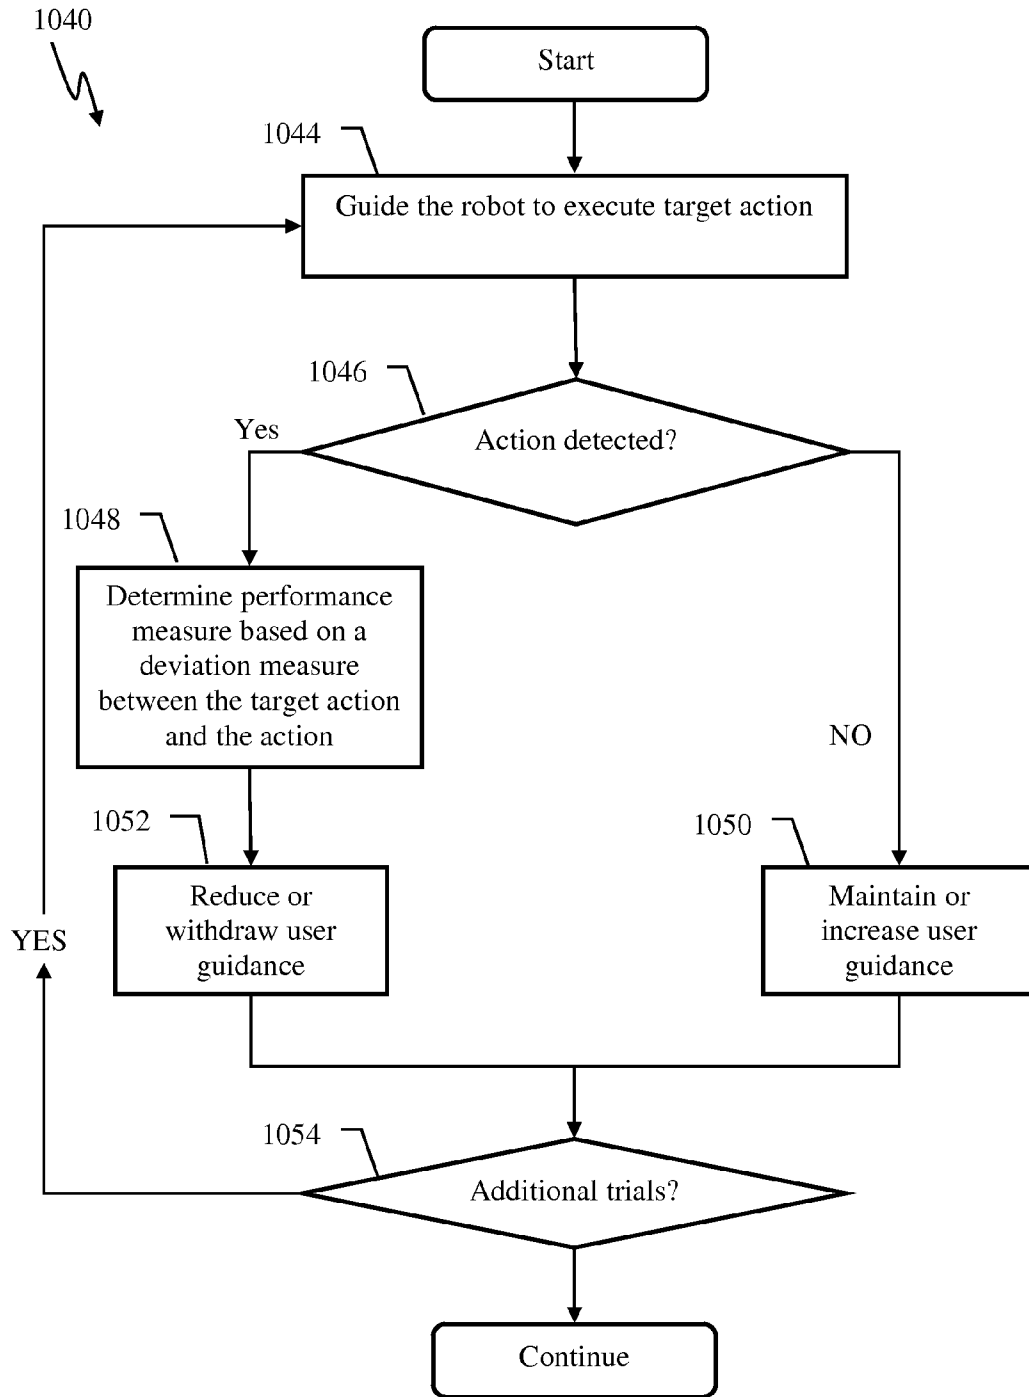 1040
Start
1044
Guide the robot to execute target action
1046
Yes
Action detected?
1048
Determine performance
measure based on a
deviation measure
between the target action
and the action
NO
1052
1050
Reduce or
withdraw user
guidance
Maintain or
increase user
guidance
YES
1054
Additional trials?
Continue